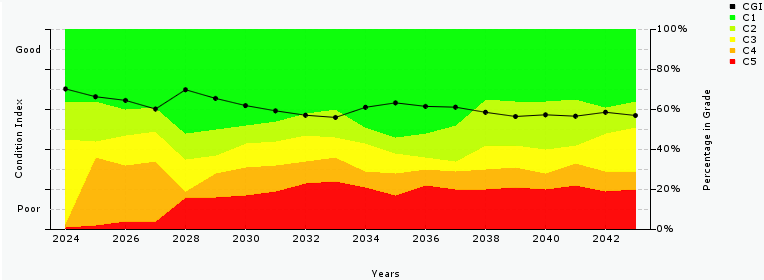 CGI
C1
C2
C3
C4
C5
Good
Poor
Condition Index
100%
80%
60%
40%
20%
0%
Percentage in Grade
2024 2026 2028 2030 2032 2034 2036 2038 2040 2042
Years